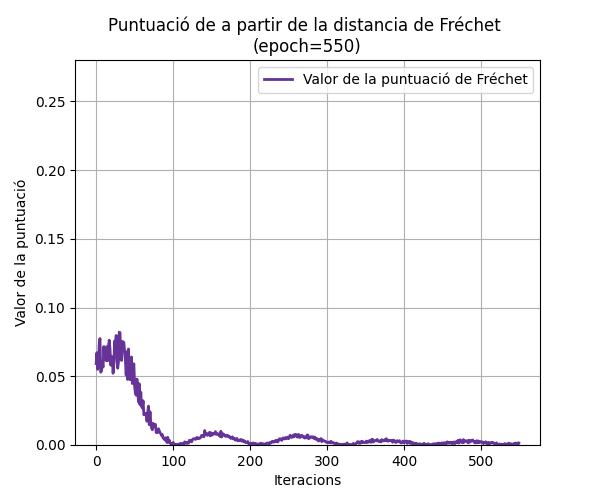 Puntuació de a partir de la distancia de Fréchet
(epoch=550)
Valor de la puntuació de Fréchet
Valor de la puntuació
0.25
0.20
0.15
0.10
0.05
0.00
0 100 200 300 400 500
Iteracions